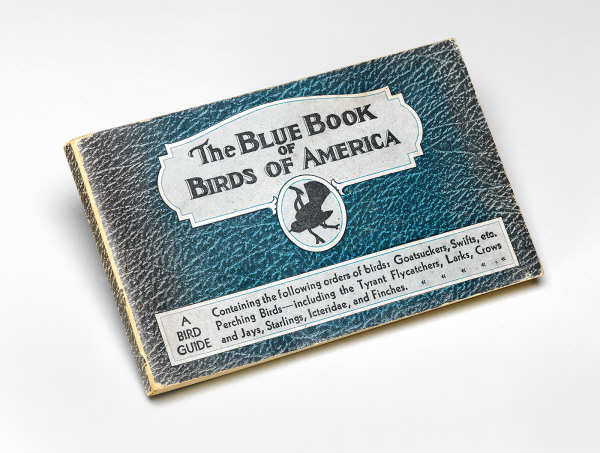 The BLUE BOOK
OF
BIRDS OF AMERICA
A
BIRD
GUIDE
Containing the following orders of birds: Goatsuckers, Swifts, etc.
Perching Birds—including the Tyrant Flycatchers, Larks, Crows
and Jays, Starlings, Icteridae, and Finches. " " " " "